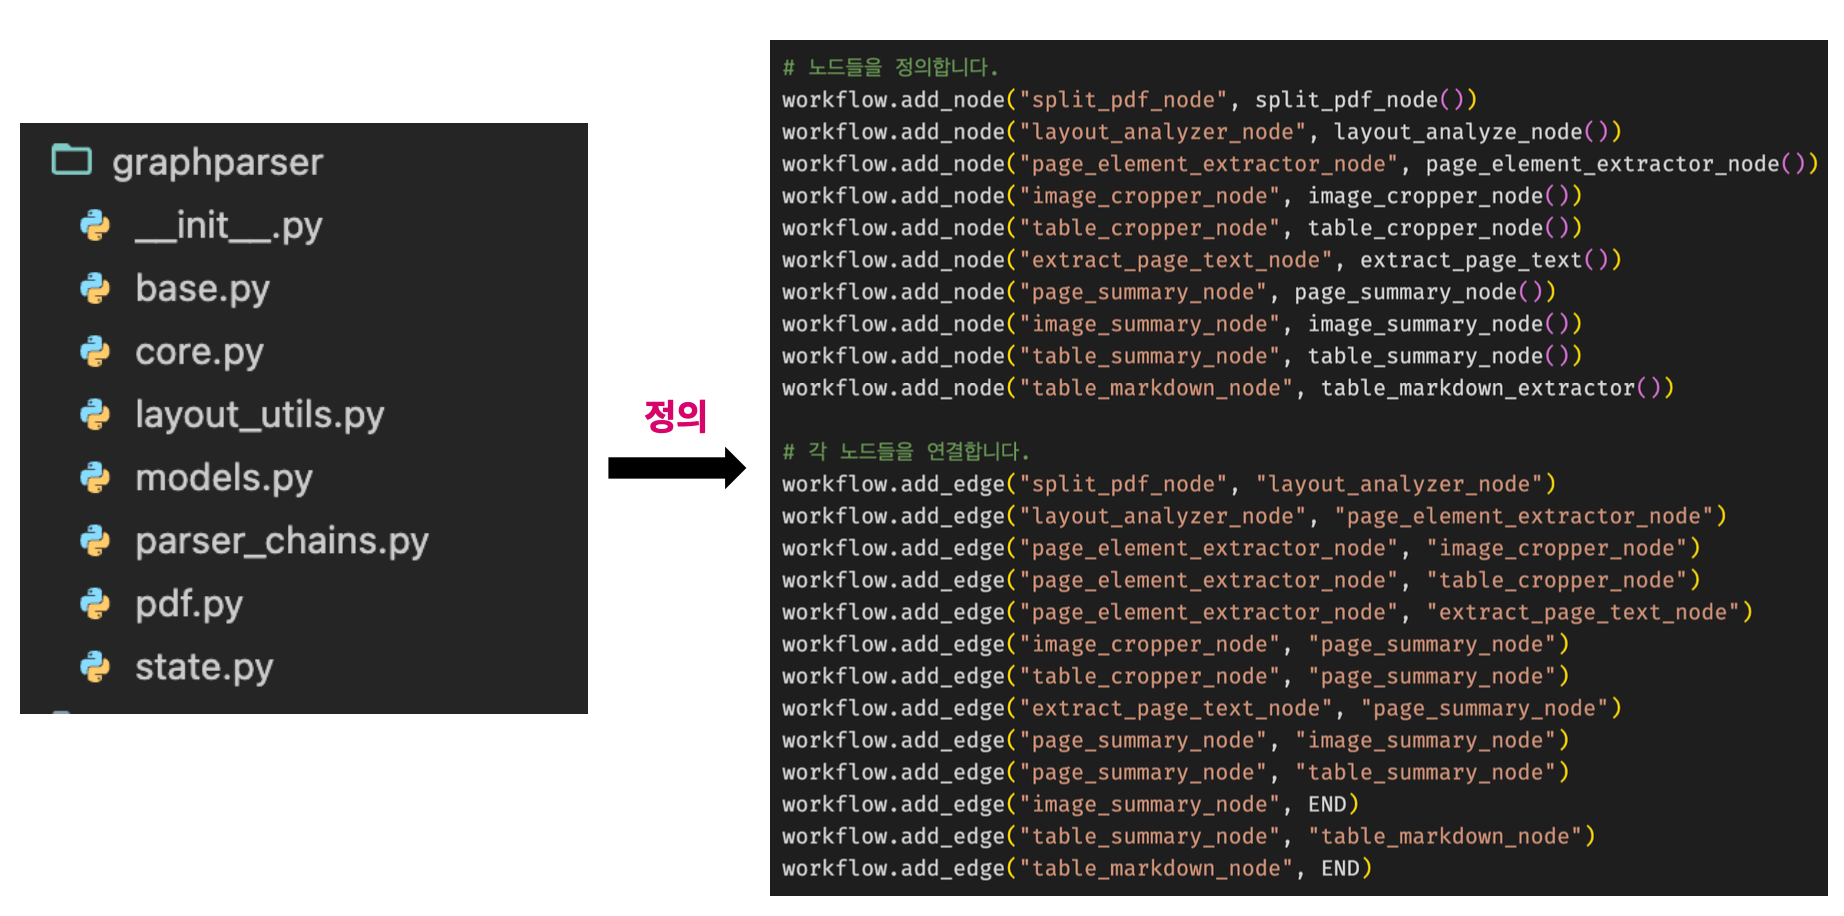 graphparser
__init__.py
base.py
core.py
layout_utils.py
models.py
parser_chains.py
pdf.py
state.py
정의
# 노드들을 정의합니다.
workflow.add_node("split_pdf_node", split_pdf_node())
workflow.add_node("layout_analyzer_node", layout_analyze_node())
workflow.add_node("page_element_extractor_node", page_element_extractor_node())
workflow.add_node("image_cropper_node", image_cropper_node())
workflow.add_node("table_cropper_node", table_cropper_node())
workflow.add_node("extract_page_text_node", extract_page_text())
workflow.add_node("page_summary_node", page_summary_node())
workflow.add_node("image_summary_node", image_summary_node())
workflow.add_node("table_summary_node", table_summary_node())
workflow.add_node("table_markdown_node", table_markdown_extractor())
# 각 노드들을 연결합니다.
workflow.add_edge("split_pdf_node", "layout_analyzer_node")
workflow.add_edge("layout_analyzer_node", "page_element_extractor_node")
workflow.add_edge("page_element_extractor_node", "image_cropper_node")
workflow.add_edge("page_element_extractor_node", "table_cropper_node")
workflow.add_edge("page_element_extractor_node", "extract_page_text_node")
workflow.add_edge("image_cropper_node", "page_summary_node")
workflow.add_edge("table_cropper_node", "page_summary_node")
workflow.add_edge("extract_page_text_node", "page_summary_node")
workflow.add_edge("page_summary_node", "image_summary_node")
workflow.add_edge("page_summary_node", "table_summary_node")
workflow.add_edge("image_summary_node", END)
workflow.add_edge("table_summary_node", "table_markdown_node")
workflow.add_edge("table_markdown_node", END)